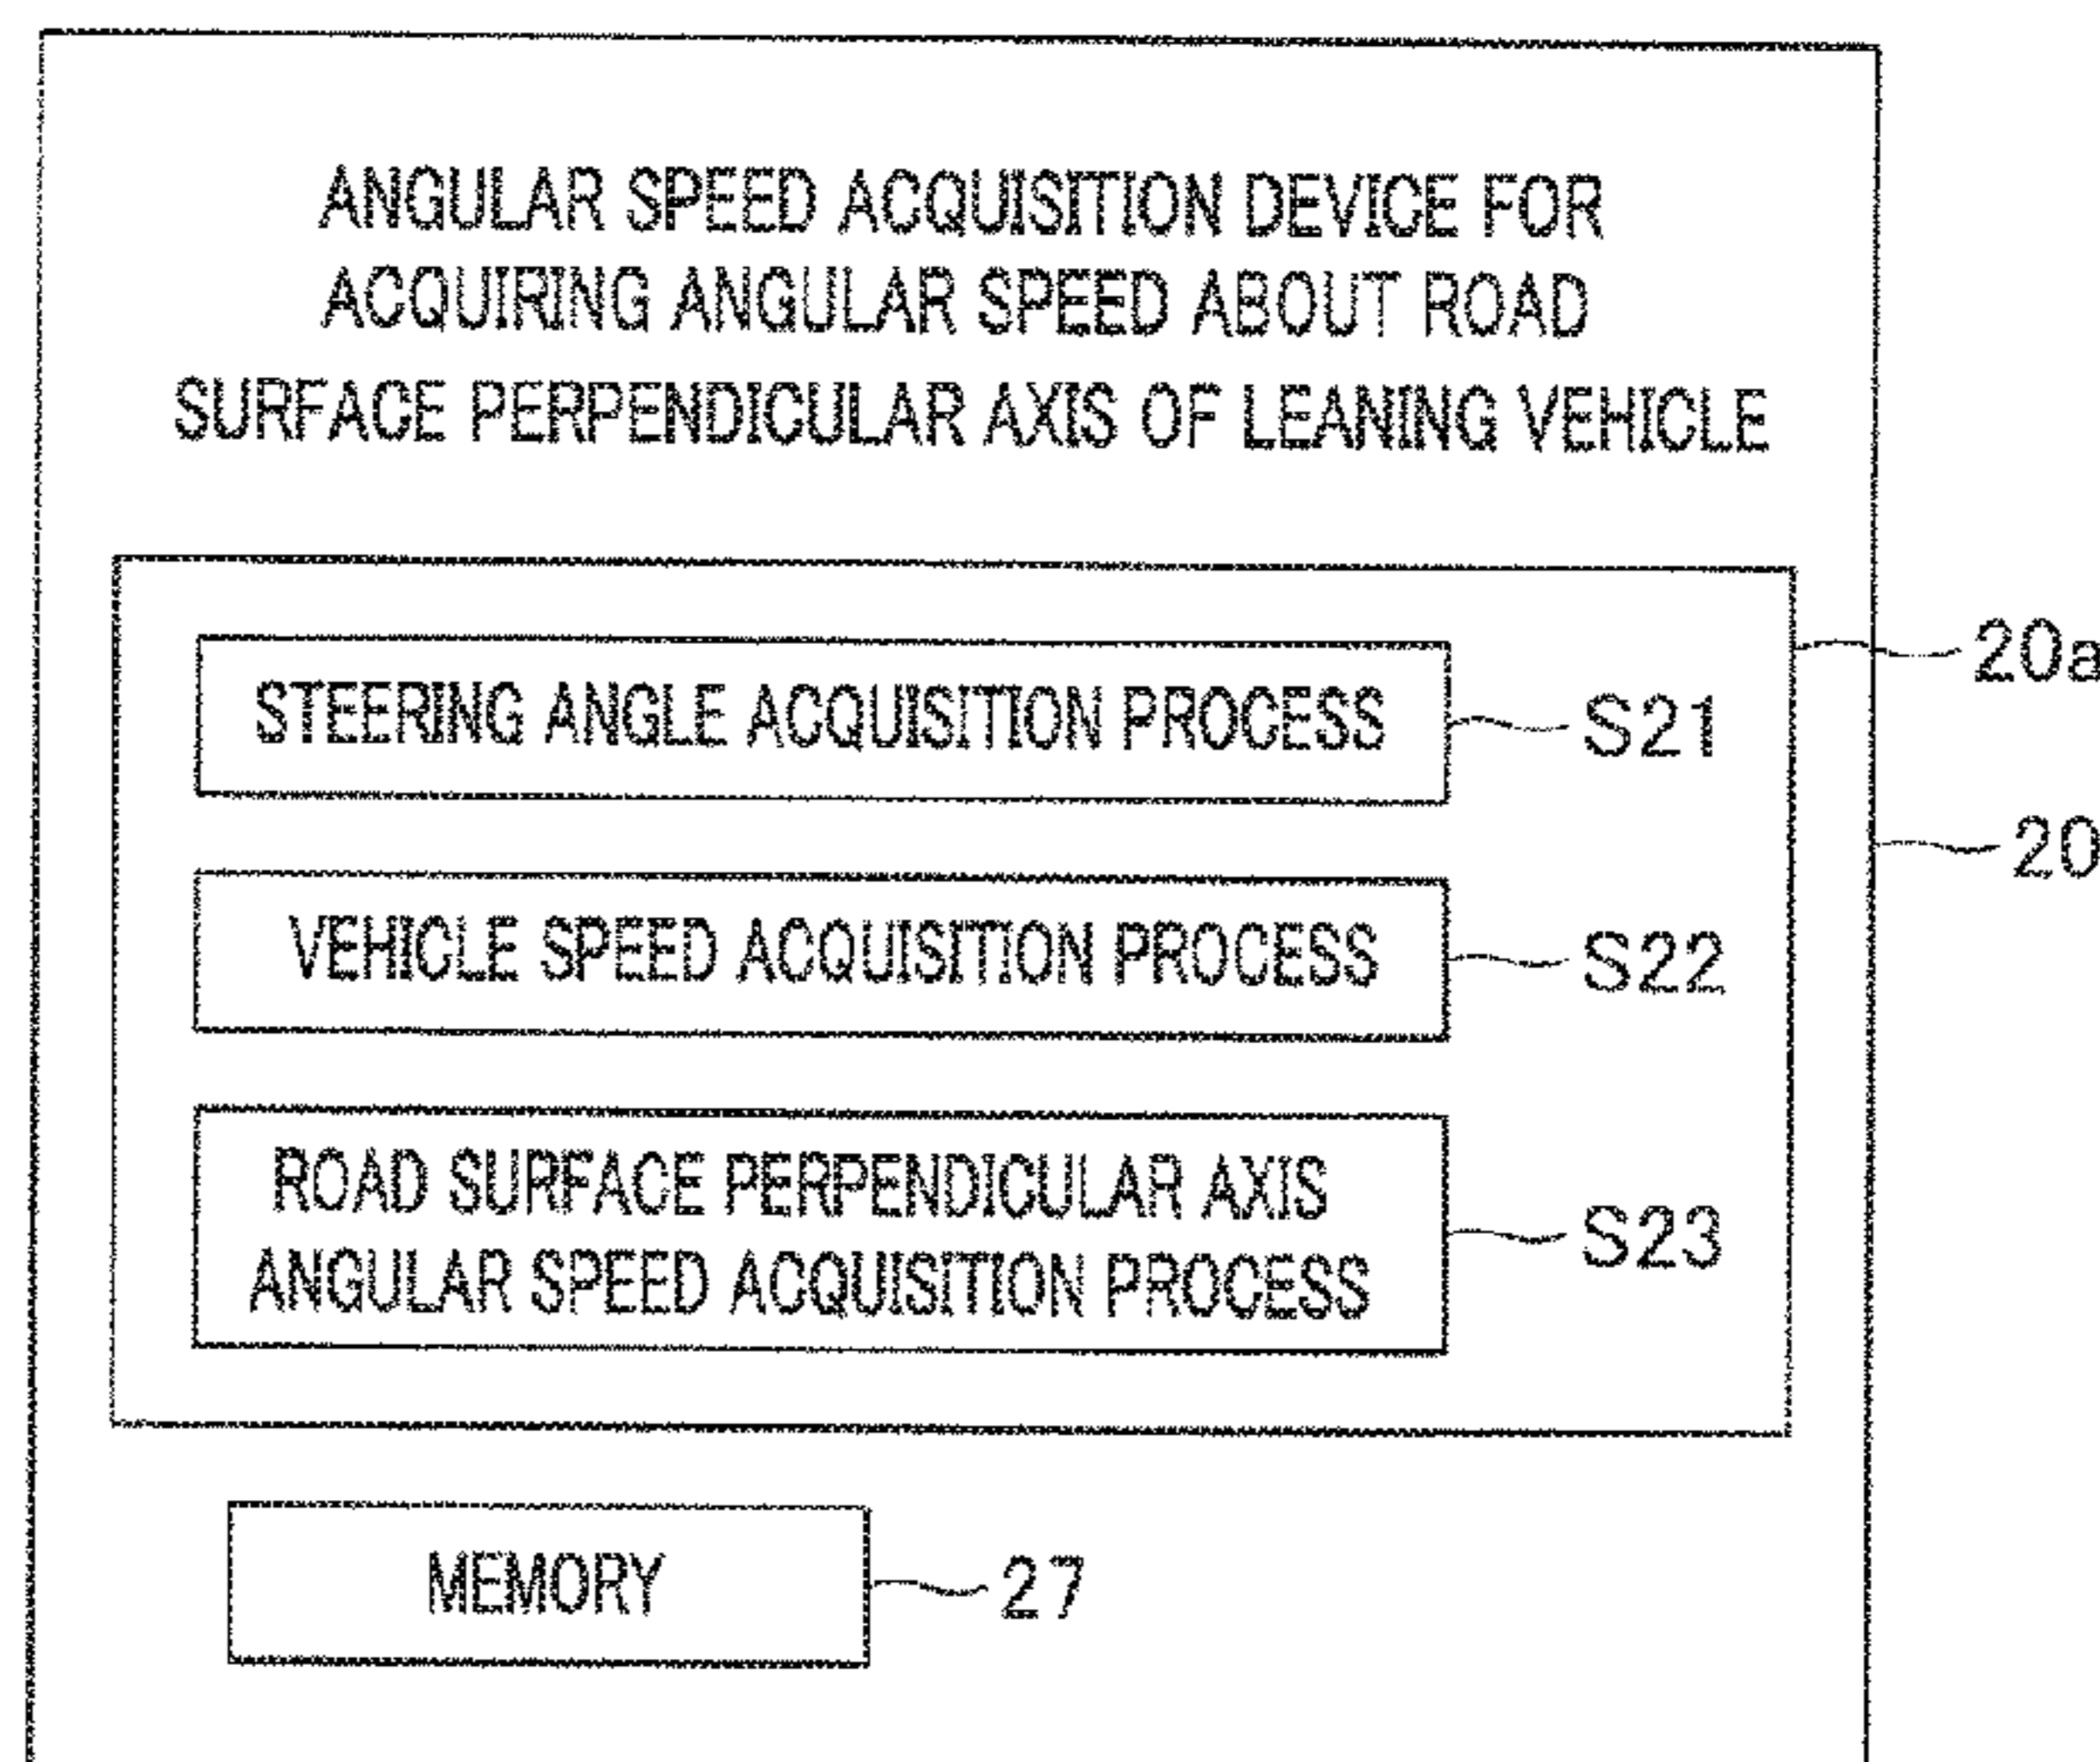 ANGULAR SPEED ACQUISITION DEVICE FOR
ACQUIRING ANGULAR SPEED ABOUT ROAD
SURFACE PERPENDICULAR AXIS OF LEANING VEHICLE
20a
STEERING ANGLE ACQUISITION PROCESS
S21
20
VEHICLE SPEED ACQUISITION PROCESS
S22
ROAD SURFACE PERPENDICULAR AXIS
ANGULAR SPEED ACQUISITION PROCESS
S23
MEMORY
27